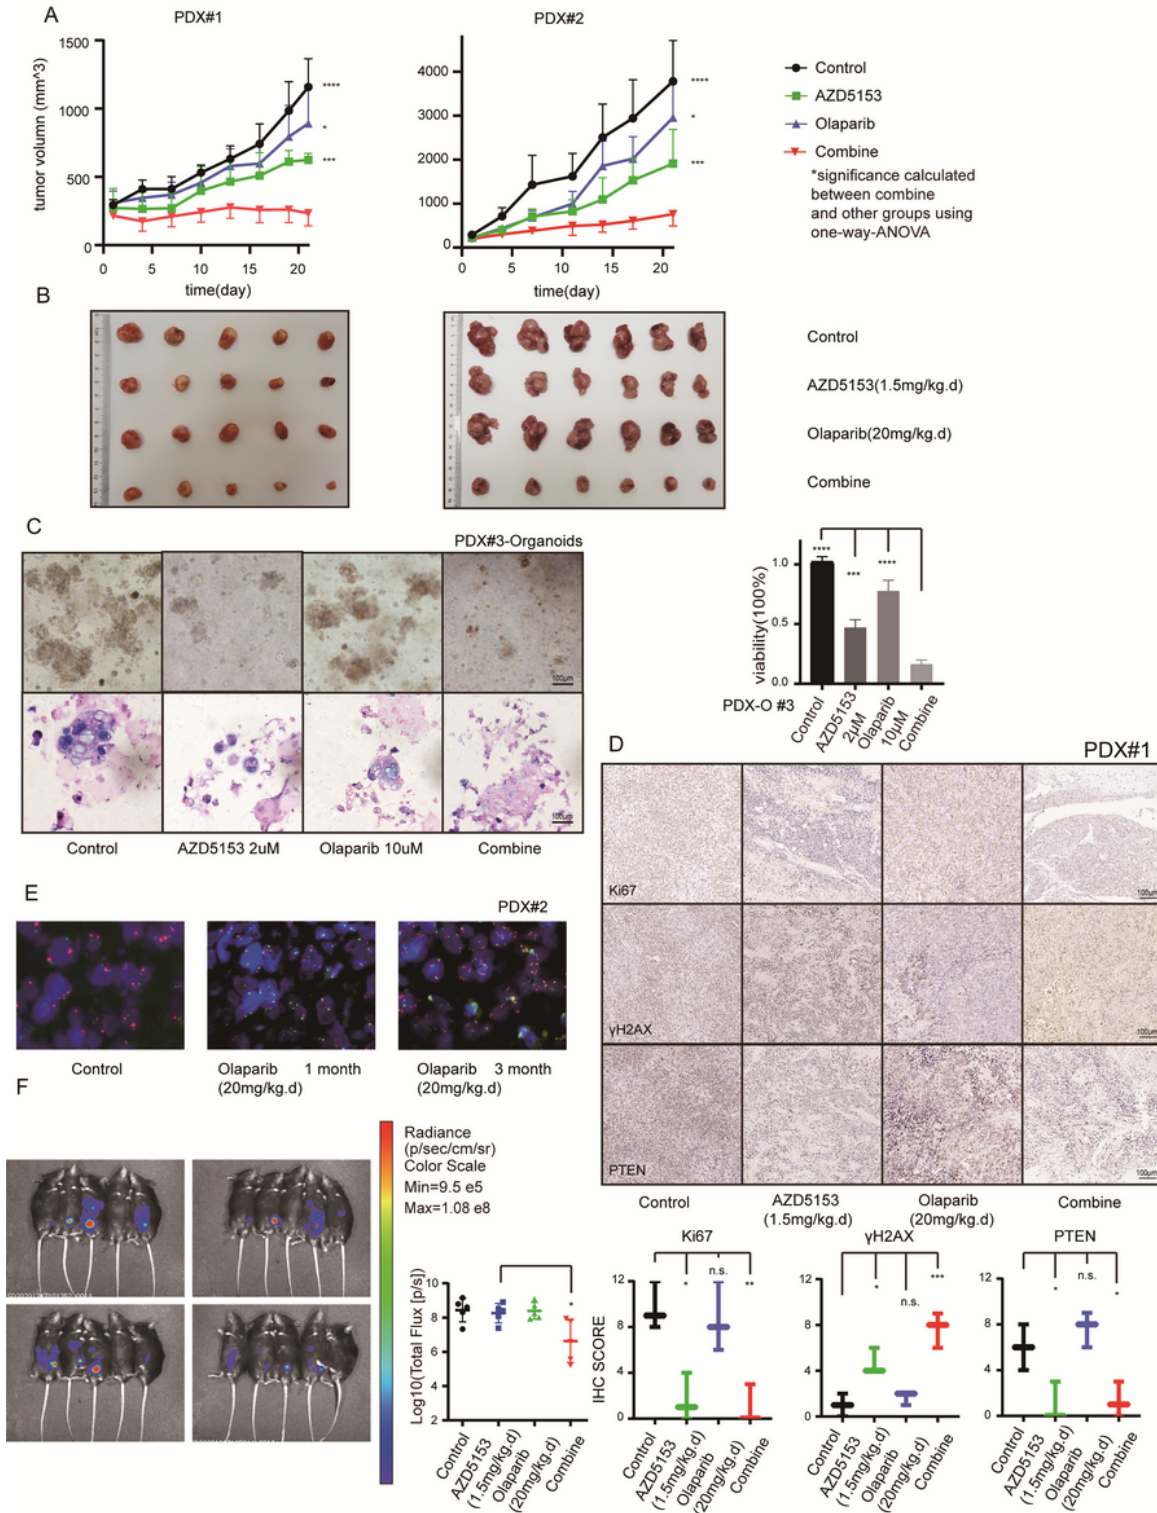 A
PDX#1
PDX#2
1500
1000
500
0
tumor volumn (mm^3)
0 5 10 15 20
time(day)
****
*
***
4000
3000
2000
1000
0
0 5 10 15 20
time(day)
****
*
***
Control
AZD5153
Olaparib
Combine
*significance calculated
between combine
and other groups using
one-way-ANOVA
B
Control
AZD5153(1.5mg/kg.d)
Olaparib(20mg/kg.d)
Combine
C
PDX#3-Organoids
100μm
100μm
Control
AZD5153 2uM
Olaparib 10uM
Combine
viability(100%)
1.0
0.5
0.0
****
***
****
PDX-O #3
Control
AZD5153
2μM
Olaparib
10μM
Combine
D
PDX#1
Ki67
100μm
γH2AX
100μm
PTEN
100μm
Control
AZD5153
(1.5mg/kg.d)
Olaparib
(20mg/kg.d)
Combine
E
PDX#2
Control
Olaparib 1 month
(20mg/kg.d)
Olaparib 3 month
(20mg/kg.d)
F
Radiance
(p/sec/cm/sr)
Color Scale
Min=9.5 e5
Max=1.08 e8
Log10(Total Flux [p/s])
10
8
6
4
2
*
Control
AZD5153
(1.5mg/kg.d)
Olaparib
(20mg/kg.d)
Combine
Ki67
IHC SCORE
12
8
4
0
*
n.s.
**
Control
AZD5153
(1.5mg/kg.d)
Olaparib
(20mg/kg.d)
Combine
γH2AX
12
8
4
0
*
n.s.
***
Control
AZD5153
(1.5mg/kg.d)
Olaparib
(20mg/kg.d)
Combine
PTEN
12
8
4
0
*
n.s.
*
Control
AZD5153
(1.5mg/kg.d)
Olaparib
(20mg/kg.d)
Combine